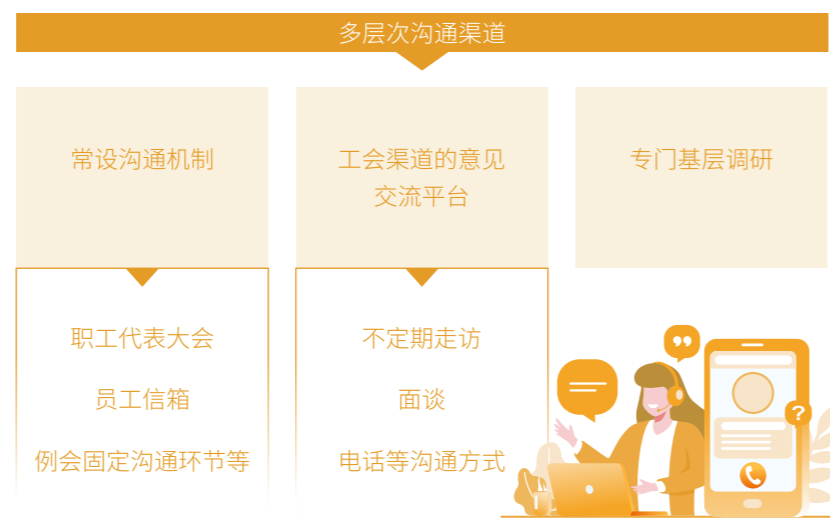 多层次沟通渠道
常设沟通机制
工会渠道的意见
交流平台
专门基层调研
职工代表大会
员工信箱
例会固定沟通环节等
不定期走访
面谈
电话等沟通方式
?